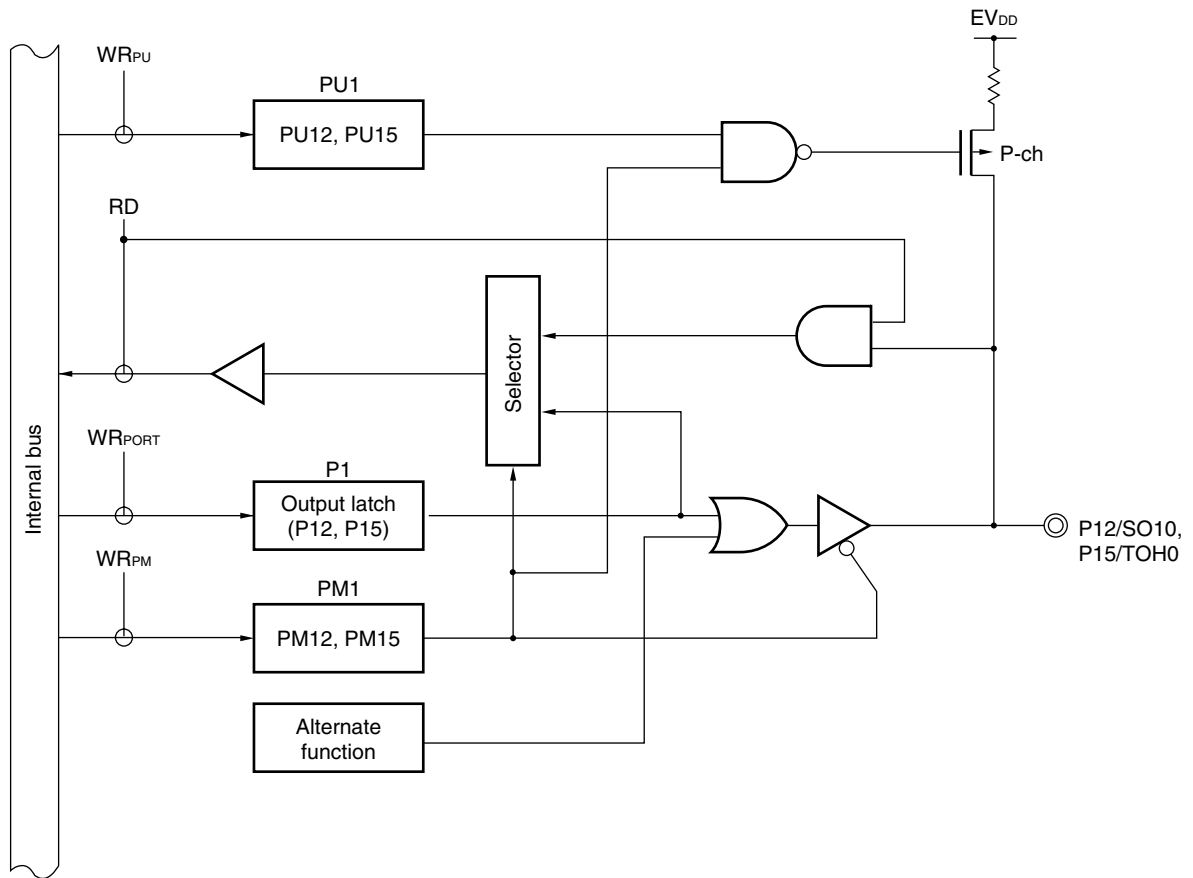 EVDD
WRPU
PU1
PU12, PU15
P-ch
RD
Selector
Internal bus
WRPORT
P1
Output latch
(P12, P15)
P12/SO10,
P15/TOH0
WRPM
PM1
PM12, PM15
Alternate
function